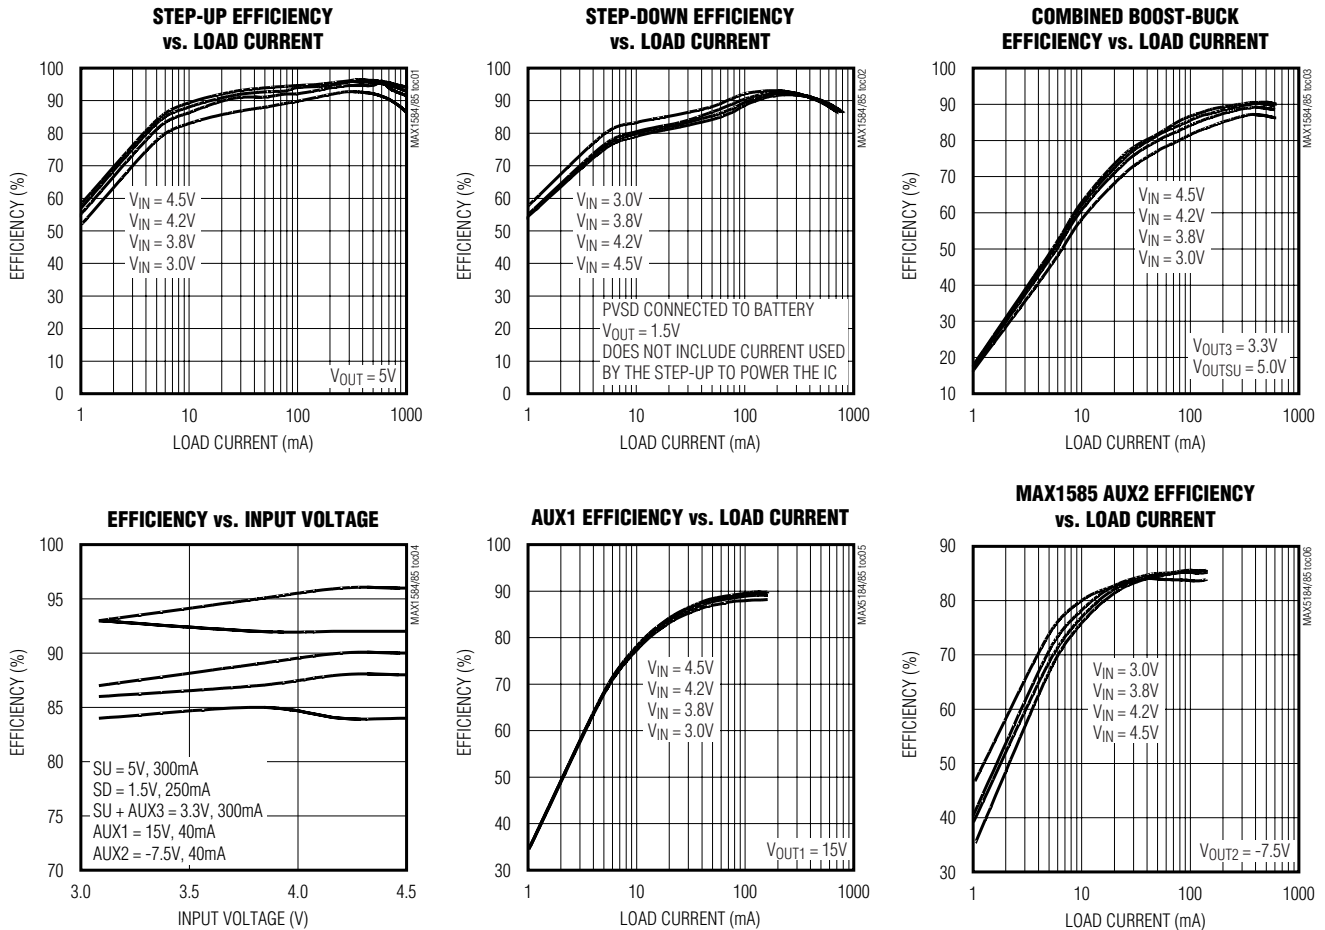 STEP-UP EFFICIENCY
vs. LOAD CURRENT
100
90
80
70
60
50
40
30
20
10
0
EFFICIENCY (%)
VIN = 4.5V
VIN = 4.2V
VIN = 3.8V
VIN = 3.0V
VOUT = 5V
MAX1584/85 toc01
1
10
100
1000
LOAD CURRENT (mA)
STEP-DOWN EFFICIENCY
vs. LOAD CURRENT
100
90
80
70
60
50
40
30
20
10
0
EFFICIENCY (%)
VIN = 3.0V
VIN = 3.8V
VIN = 4.2V
VIN = 4.5V
PVSD CONNECTED TO BATTERY
VOUT = 1.5V
DOES NOT INCLUDE CURRENT USED
BY THE STEP-UP TO POWER THE IC
MAX1584/85 toc02
1
10
100
1000
LOAD CURRENT (mA)
COMBINED BOOST-BUCK
EFFICIENCY vs. LOAD CURRENT
100
90
80
70
60
50
40
30
20
10
EFFICIENCY (%)
VIN = 4.5V
VIN = 4.2V
VIN = 3.8V
VIN = 3.0V
VOUT3 = 3.3V
VOUTSU = 5.0V
MAX1584/85 toc03
1
10
100
1000
LOAD CURRENT (mA)
EFFICIENCY vs. INPUT VOLTAGE
100
95
90
85
80
75
70
EFFICIENCY (%)
SU = 5V, 300mA
SD = 1.5V, 250mA
SU + AUX3 = 3.3V, 300mA
AUX1 = 15V, 40mA
AUX2 = -7.5V, 40mA
MAX1584/85 toc04
3.0
3.5
4.0
4.5
INPUT VOLTAGE (V)
AUX1 EFFICIENCY vs. LOAD CURRENT
100
90
80
70
60
50
40
30
EFFICIENCY (%)
VIN = 4.5V
VIN = 4.2V
VIN = 3.8V
VIN = 3.0V
VOUT1 = 15V
MAX5184/85 toc05
1
10
100
1000
LOAD CURRENT (mA)
MAX1585 AUX2 EFFICIENCY
vs. LOAD CURRENT
90
80
70
60
50
40
30
EFFICIENCY (%)
VIN = 3.0V
VIN = 3.8V
VIN = 4.2V
VIN = 4.5V
VOUT2 = -7.5V
MAX5184/85 toc06
1
10
100
1000
LOAD CURRENT (mA)